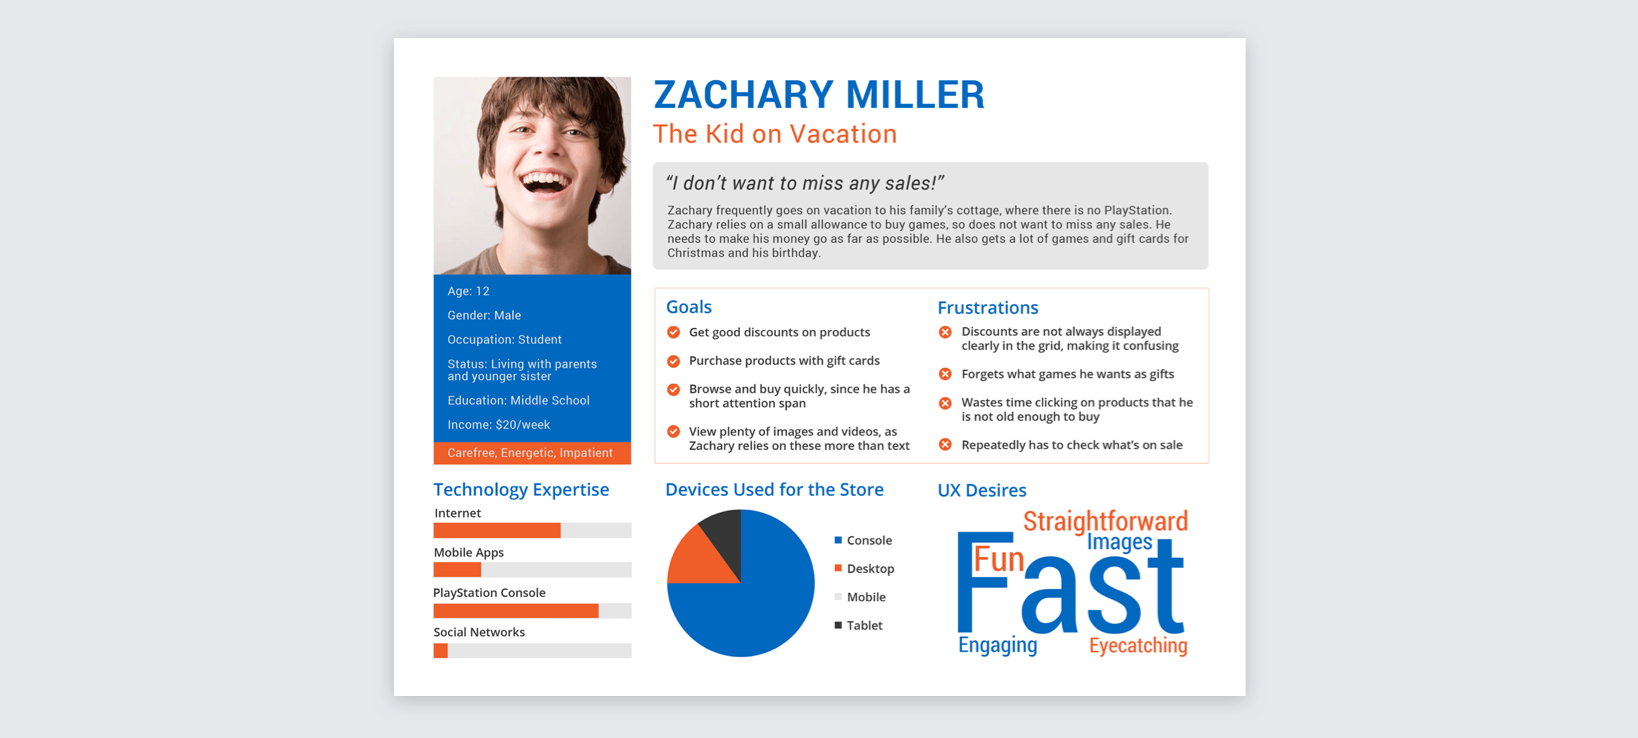 ZACHARY MILLER
The Kid on Vacation
“I don’t want to miss any sales!”
Zachary frequently goes on vacation to his family’s cottage, where there is no PlayStation.
Zachary relies on a small allowance to buy games, so does not want to miss any sales. He
needs to make his money go as far as possible. He also gets a lot of games and gift cards for
Christmas and his birthday.
Age: 12
Gender: Male
Occupation: Student
Status: Living with parents
and younger sister
Education: Middle School
Income: $20/week
Carefree, Energetic, Impatient
Goals
Get good discounts on products
Purchase products with gift cards
Browse and buy quickly, since he has a
short attention span
View plenty of images and videos, as
Zachary relies on these more than text
Frustrations
Discounts are not always displayed
clearly in the grid, making it confusing
Forgets what games he wants as gifts
Wastes time clicking on products that he
is not old enough to buy
Repeatedly has to check what’s on sale
Technology Expertise
Internet
Mobile Apps
PlayStation Console
Social Networks
Devices Used for the Store
Console
Desktop
Mobile
Tablet
UX Desires
Straightforward
Images
Fun
Fast
Engaging
Eyecatching